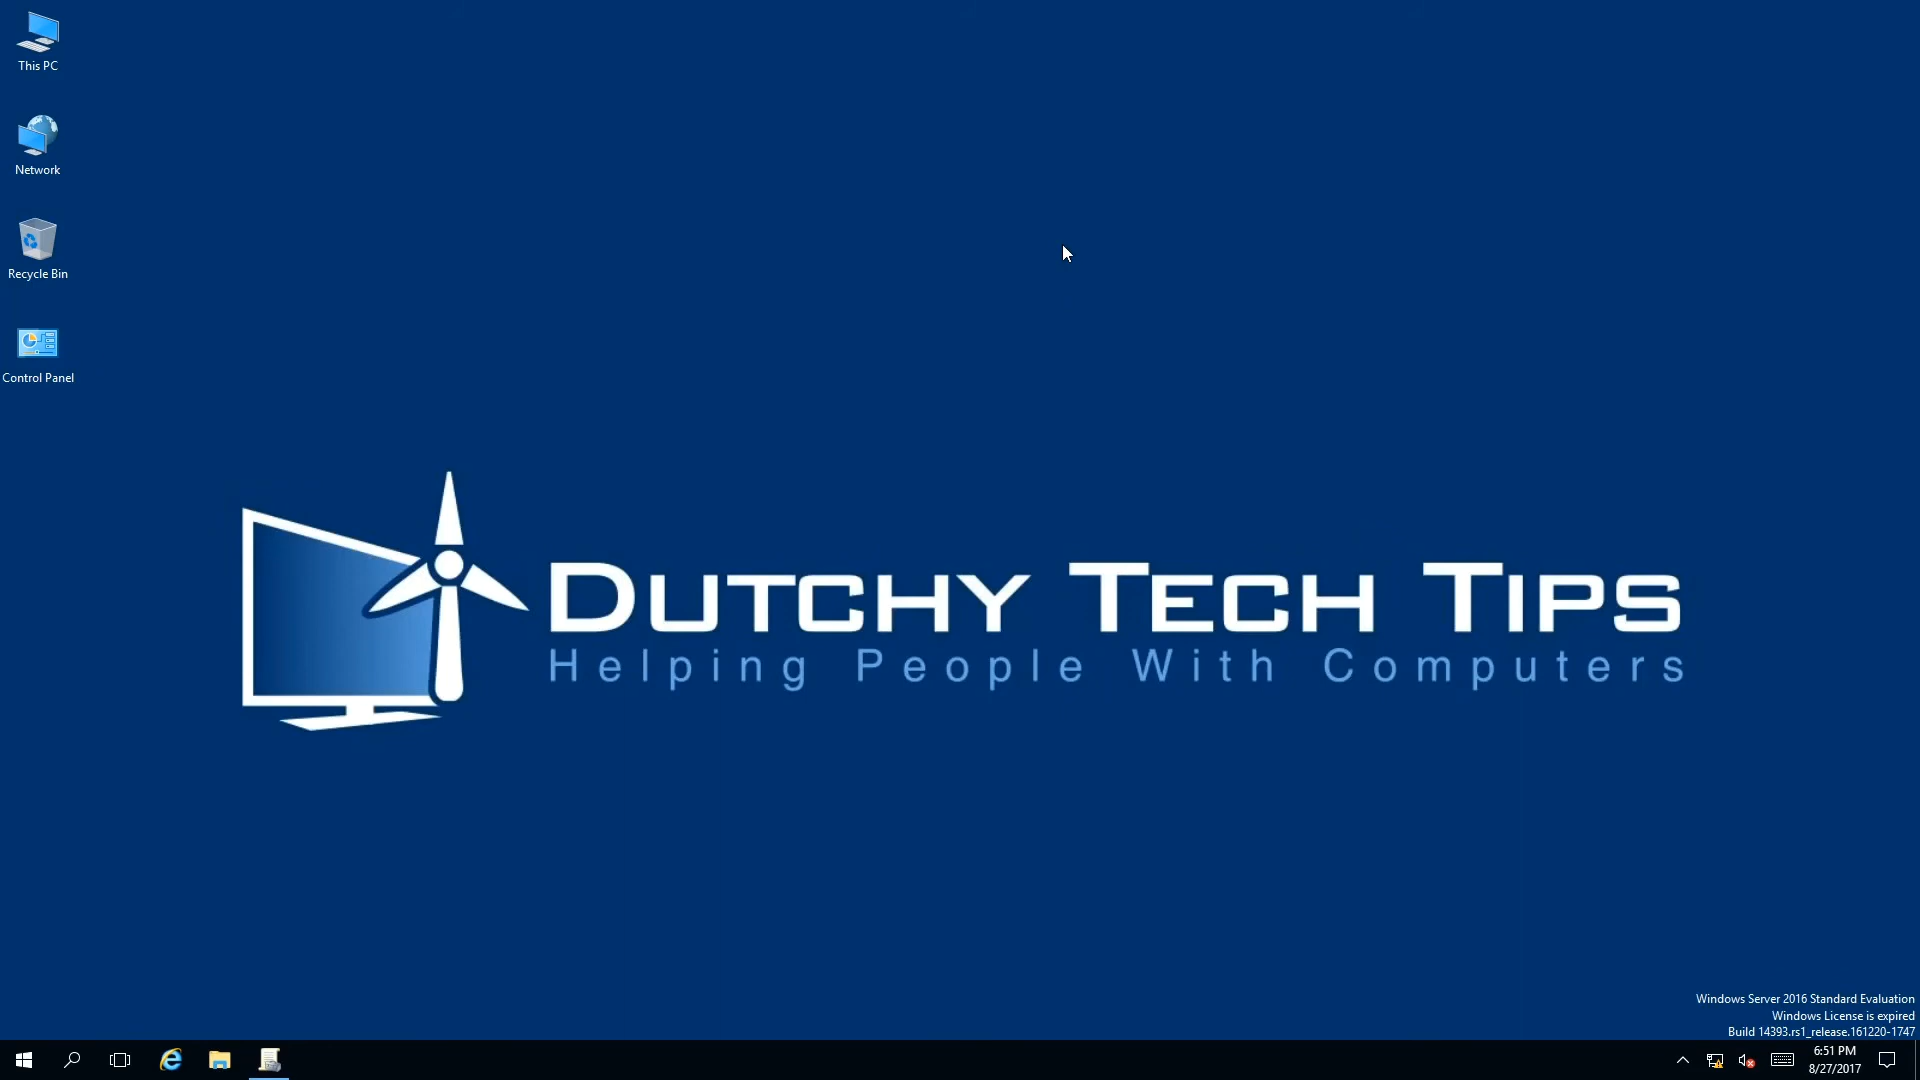 This PC
Network
Recycle Bin
Control Panel
DUTCHY TECH TIPS
Helping People With Computers
Windows Server 2016 Standard Evaluation
Windows License is expired
Build 14393.rs1_release.161220-1747
6:51 PM
8/27/2017